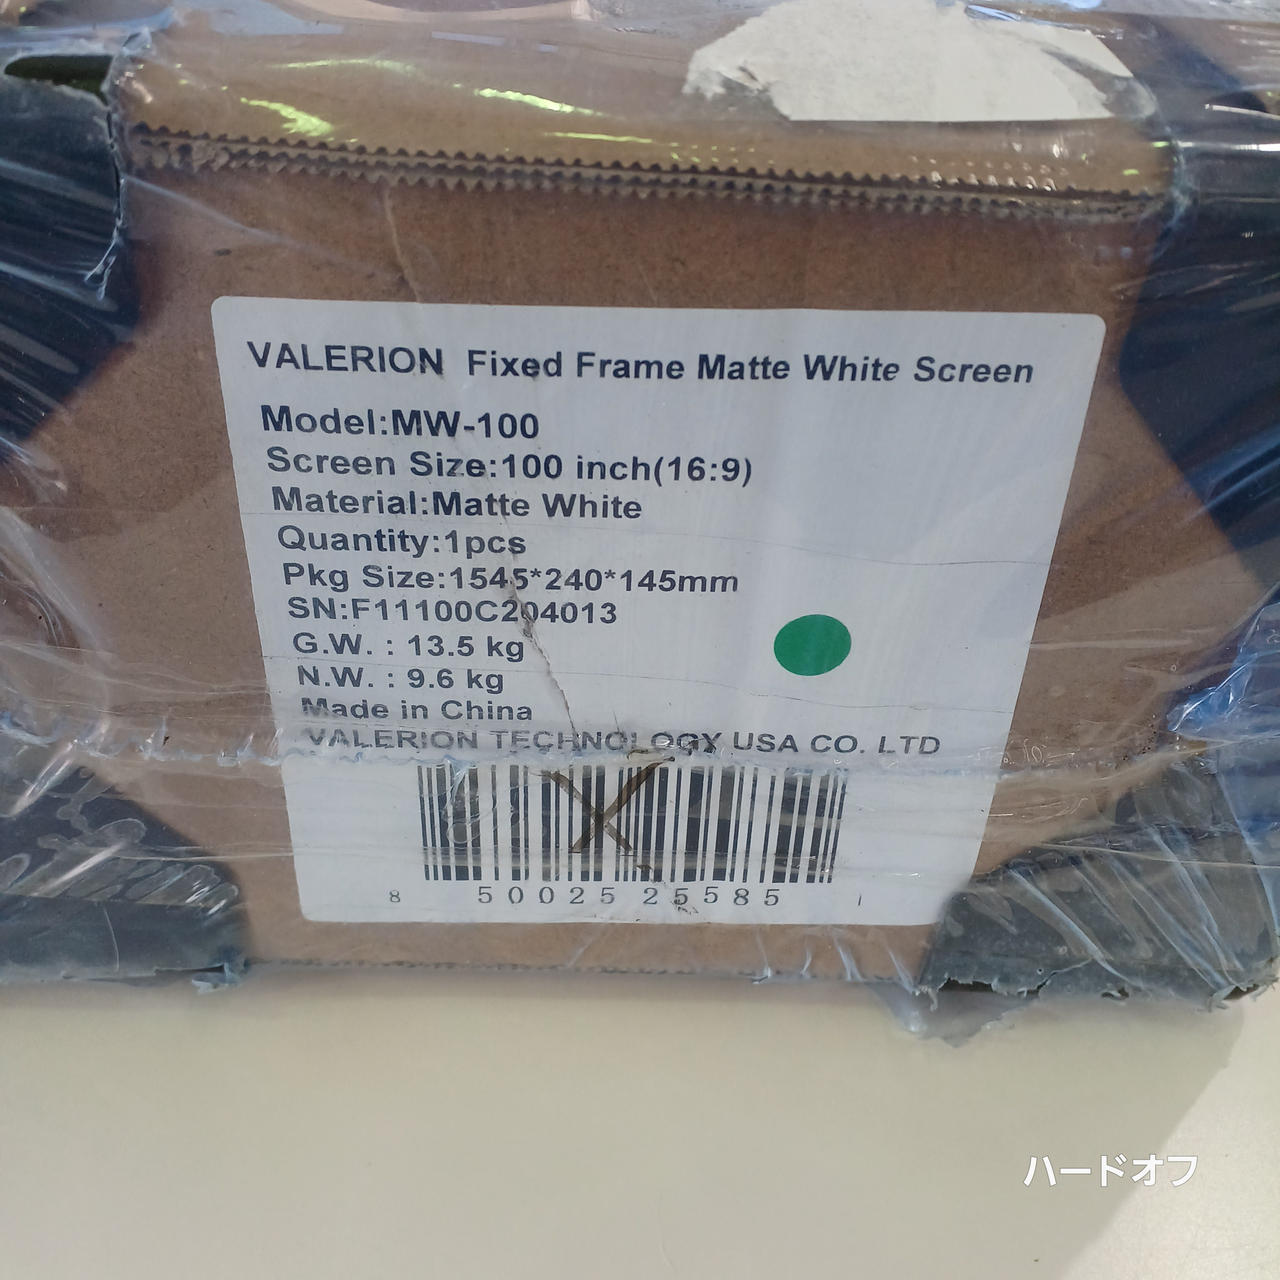 VALERION Fixed Frame Matte White Screen
Model:MW-100
Screen Size:100 inch(16:9)
Material:Matte White
Quantity:1pcs
Pkg Size:1545*240*145mm
SN:F11100C204013
G.W. : 13.5 kg
N.W. : 9.6 kg
Made in China
VALERION TECHNOLOGY USA CO. LTD
8 50025 25585 1
ハードオフ